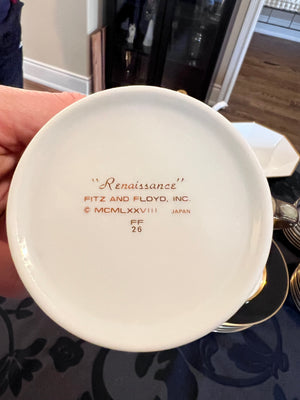 "Renaissance"
FITZ AND FLOYD, INC.
© MCMLXXVIII JAPAN
FF
26